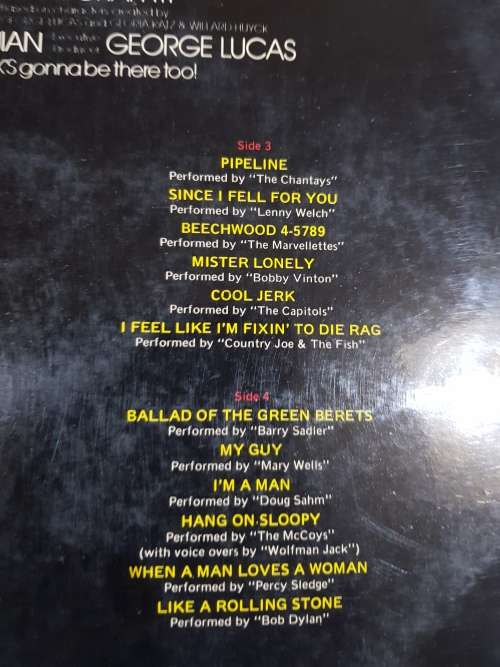 GEORGE LUCAS
gonna be there too!
Side 3
PIPELINE
Performed by "The Chantays"
SINCE I FELL FOR YOU
Performed by "Lenny Welch"
BEECHWOOD 4-5789
Performed by "The Marvellettes"
MISTER LONELY
Performed by "Bobby Vinton"
COOL JERK
Performed by "The Capitols"
I FEEL LIKE I'M FIXIN' TO DIE RAG
Performed by "Country Joe & The Fish"
Side 4
BALLAD OF THE GREEN BERETS
Performed by "Barry Sadler"
MY GUY
Performed by "Mary Wells"
I'M A MAN
Performed by "Doug Sahm"
HANG ON SLOOPY
Performed by "The McCoys"
(with voice overs by "Wolfman Jack")
WHEN A MAN LOVES A WOMAN
Performed by "Percy Sledge"
LIKE A ROLLING STONE
Performed by "Bob Dylan"